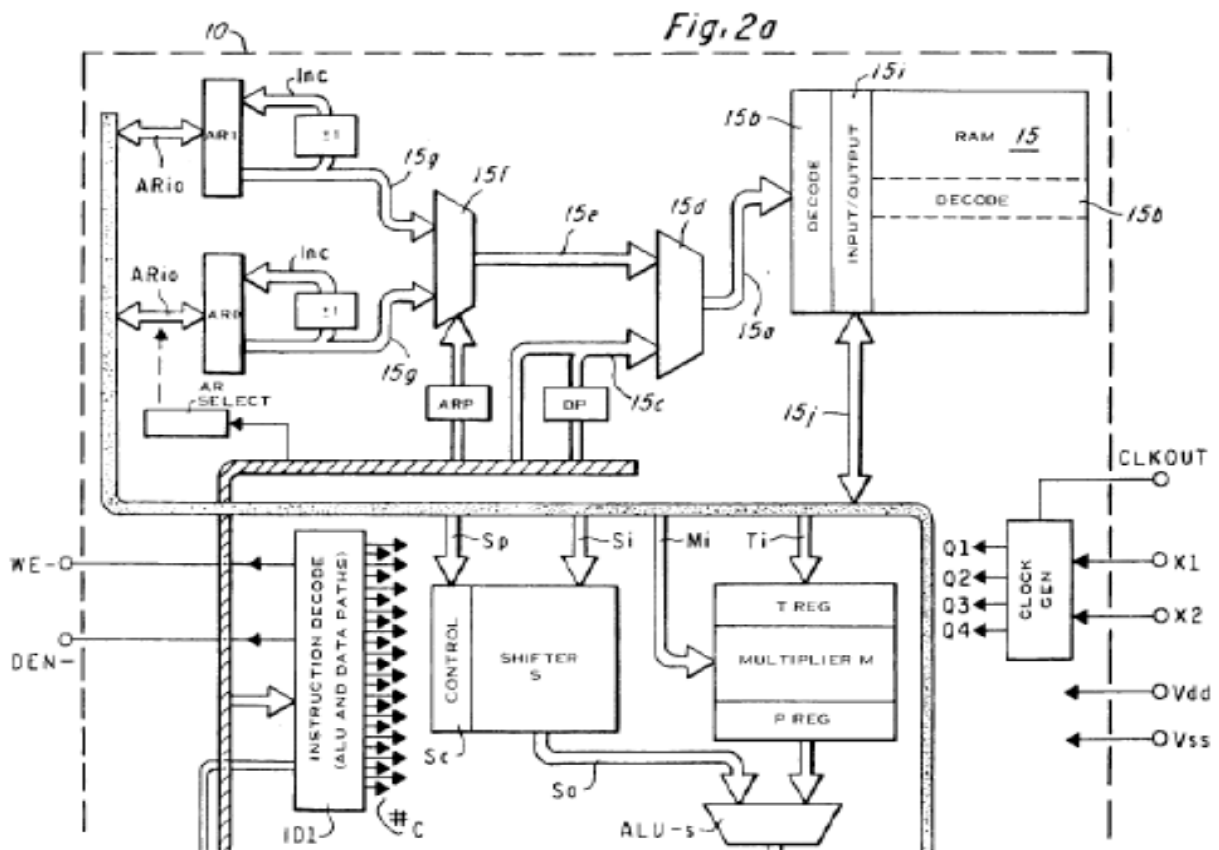 Fig. 2a
10
Inc
15i
15b
AR1
±1
RAM 15
15g
15f
ARio
DECODE
INPUT/OUTPUT
DECODE
15b
15e
15d
Inc
ARio
AR0
±1
15a
15g
AR SELECT
ARP
DP
15c
15j
CLKOUT
WE-
Sp
Si
Mi
Ti
Q1
Q2
Q3
Q4
CLOCK GEN
X1
X2
INSTRUCTION DECODE
(ALU AND DATA PATHS)
CONTROL
SHIFTER
S
T REG
MULTIPLIER M
P REG
DEN-
Vdd
Vss
Sc
So
ID1
#C
ALU-s